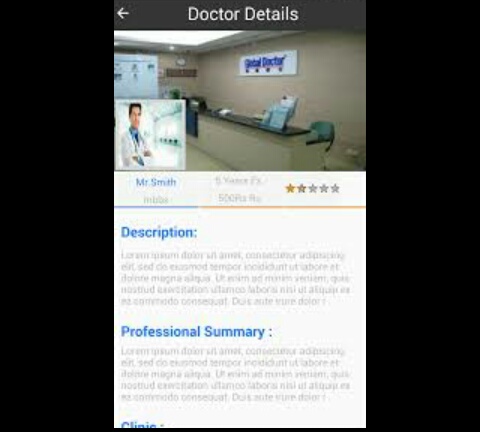 Doctor Details
Global Doctor
Mr.Smith
mbbs
5 Years Ex
500Rs
Description:
Lorem ipsum dolor sit amet, consectetur adipisicing
elit, sed do eiusmod tempor incididunt ut labore et
dolore magna aliqua. Ut enim ad minim veniam, quis
nostrud exercitation ullamco laboris nisi ut aliquip ex
ea commodo consequat. Duis aute irure dolor i
Professional Summary :
Lorem ipsum dolor sit amet, consectetur adipisicing
elit, sed do eiusmod tempor incididunt ut labore et
dolore magna aliqua. Ut enim ad minim veniam, quis
nostrud exercitation ullamco laboris nisi ut aliquip ex
ea commodo consequat. Duis aute irure dolor i
Clinic :